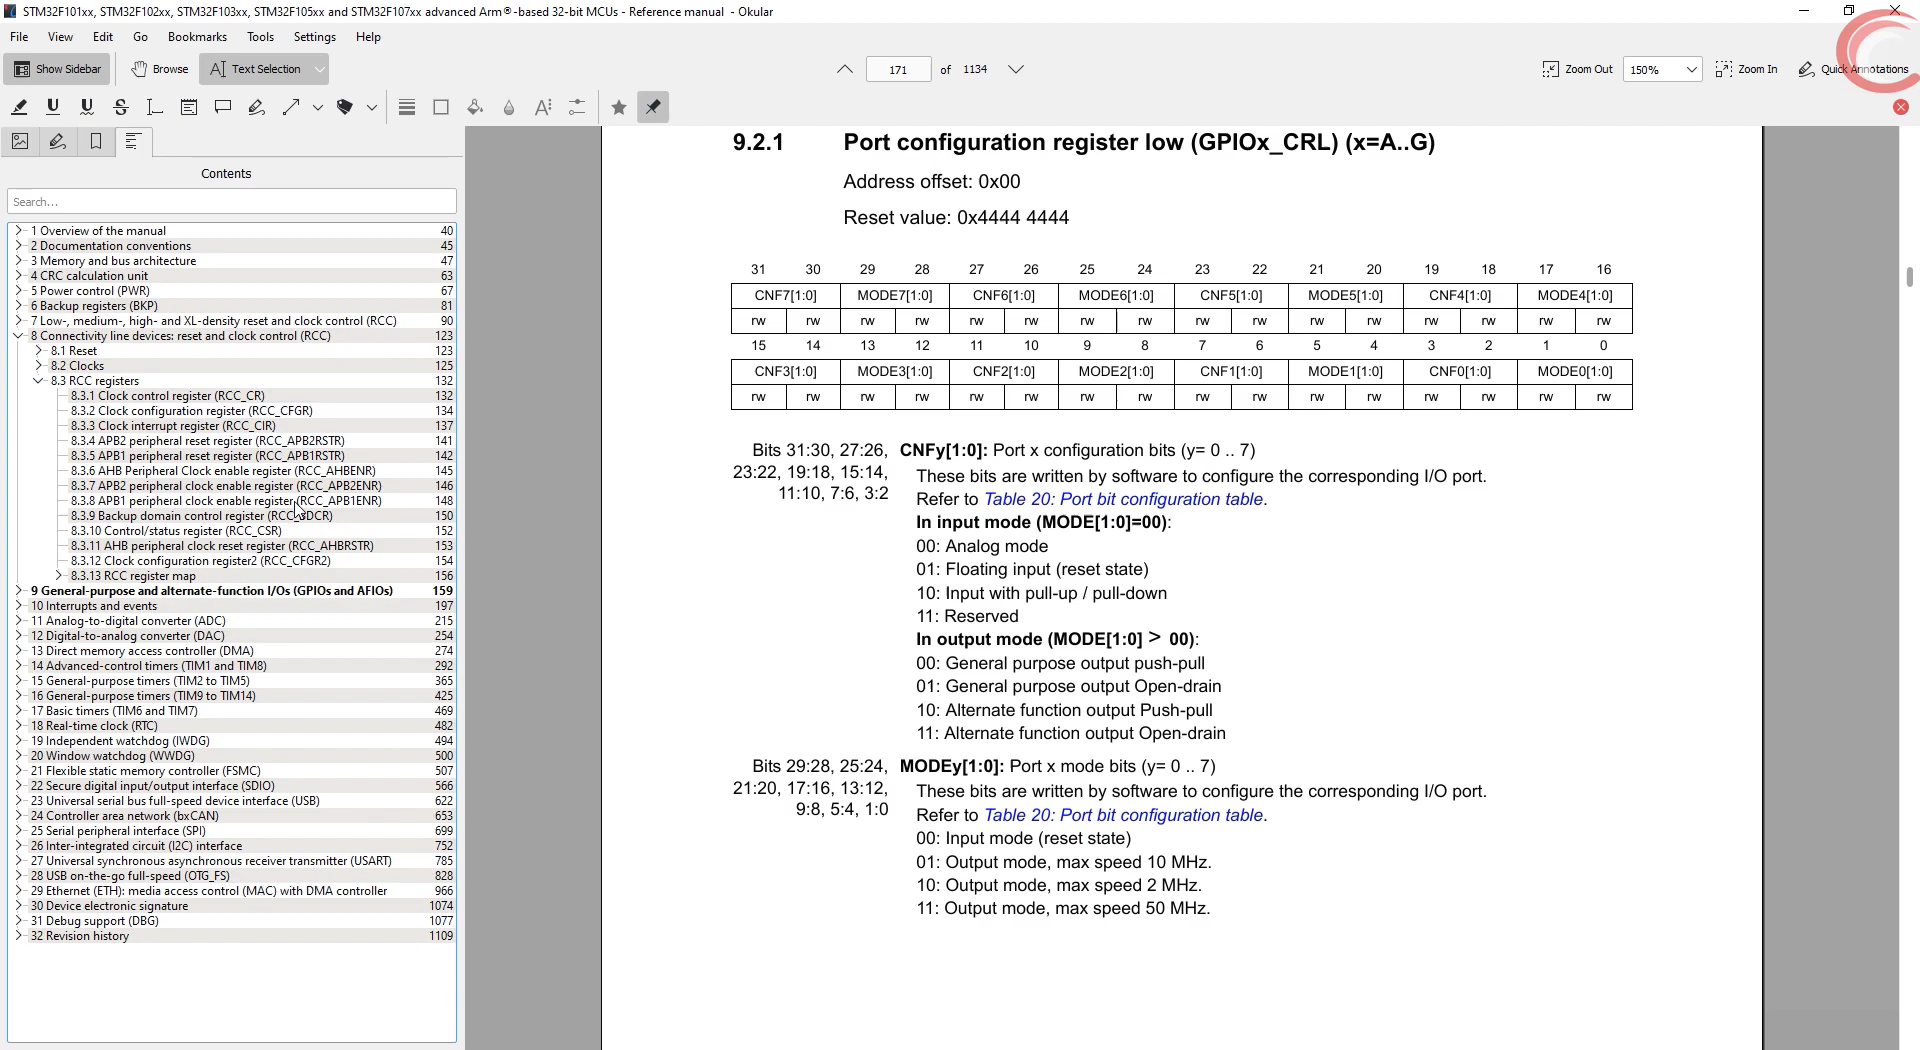 STM32F101xx, STM32F102xx, STM32F103xx, STM32F105xx and STM32F107xx advanced Arm®-based 32-bit MCUs - Reference manual - Okular
File View Edit Go Bookmarks Tools Settings Help
Show Sidebar Browse Text Selection 171 of 1134 Zoom Out 150% Zoom In Quick Annotations
Contents
Search...
1 Overview of the manual 40
2 Documentation conventions 45
3 Memory and bus architecture 47
4 CRC calculation unit 63
5 Power control (PWR) 67
6 Backup registers (BKP) 81
7 Low-, medium-, high- and XL-density reset and clock control (RCC) 90
8 Connectivity line devices: reset and clock control (RCC) 123
8.1 Reset 123
8.2 Clocks 125
8.3 RCC registers 132
8.3.1 Clock control register (RCC_CR) 132
8.3.2 Clock configuration register (RCC_CFGR) 134
8.3.3 Clock interrupt register (RCC_CIR) 137
8.3.4 APB2 peripheral reset register (RCC_APB2RSTR) 141
8.3.5 APB1 peripheral reset register (RCC_APB1RSTR) 142
8.3.6 AHB Peripheral Clock enable register (RCC_AHBENR) 145
8.3.7 APB2 peripheral clock enable register (RCC_APB2ENR) 146
8.3.8 APB1 peripheral clock enable register (RCC_APB1ENR) 148
8.3.9 Backup domain control register (RCC_BDCR) 150
8.3.10 Control/status register (RCC_CSR) 152
8.3.11 AHB peripheral clock reset register (RCC_AHBRSTR) 153
8.3.12 Clock configuration register2 (RCC_CFGR2) 154
8.3.13 RCC register map 156
9 General-purpose and alternate-function I/Os (GPIOs and AFIOs) 159
10 Interrupts and events 197
11 Analog-to-digital converter (ADC) 215
12 Digital-to-analog converter (DAC) 254
13 Direct memory access controller (DMA) 274
14 Advanced-control timers (TIM1 and TIM8) 292
15 General-purpose timers (TIM2 to TIM5) 365
16 General-purpose timers (TIM9 to TIM14) 425
17 Basic timers (TIM6 and TIM7) 469
18 Real-time clock (RTC) 482
19 Independent watchdog (IWDG) 494
20 Window watchdog (WWDG) 500
21 Flexible static memory controller (FSMC) 507
22 Secure digital input/output interface (SDIO) 566
23 Universal serial bus full-speed device interface (USB) 622
24 Controller area network (bxCAN) 653
25 Serial peripheral interface (SPI) 699
26 Inter-integrated circuit (I2C) interface 752
27 Universal synchronous asynchronous receiver transmitter (USART) 785
28 USB on-the-go full-speed (OTG_FS) 828
29 Ethernet (ETH): media access control (MAC) with DMA controller 966
30 Device electronic signature 1074
31 Debug support (DBG) 1077
32 Revision history 1109
9.2.1 Port configuration register low (GPIOx_CRL) (x=A..G)
Address offset: 0x00
Reset value: 0x4444 4444
31 30 29 28 27 26 25 24 23 22 21 20 19 18 17 16
CNF7[1:0] MODE7[1:0] CNF6[1:0] MODE6[1:0] CNF5[1:0] MODE5[1:0] CNF4[1:0] MODE4[1:0]
rw rw rw rw rw rw rw rw rw rw rw rw rw rw rw rw
15 14 13 12 11 10 9 8 7 6 5 4 3 2 1 0
CNF3[1:0] MODE3[1:0] CNF2[1:0] MODE2[1:0] CNF1[1:0] MODE1[1:0] CNF0[1:0] MODE0[1:0]
rw rw rw rw rw rw rw rw rw rw rw rw rw rw rw rw
Bits 31:30, 27:26, CNFy[1:0]: Port x configuration bits (y= 0 .. 7)
23:22, 19:18, 15:14, These bits are written by software to configure the corresponding I/O port.
11:10, 7:6, 3:2 Refer to Table 20: Port bit configuration table.
In input mode (MODE[1:0]=00):
00: Analog mode
01: Floating input (reset state)
10: Input with pull-up / pull-down
11: Reserved
In output mode (MODE[1:0] > 00):
00: General purpose output push-pull
01: General purpose output Open-drain
10: Alternate function output Push-pull
11: Alternate function output Open-drain
Bits 29:28, 25:24, MODEy[1:0]: Port x mode bits (y= 0 .. 7)
21:20, 17:16, 13:12, These bits are written by software to configure the corresponding I/O port.
9:8, 5:4, 1:0 Refer to Table 20: Port bit configuration table.
00: Input mode (reset state)
01: Output mode, max speed 10 MHz.
10: Output mode, max speed 2 MHz.
11: Output mode, max speed 50 MHz.